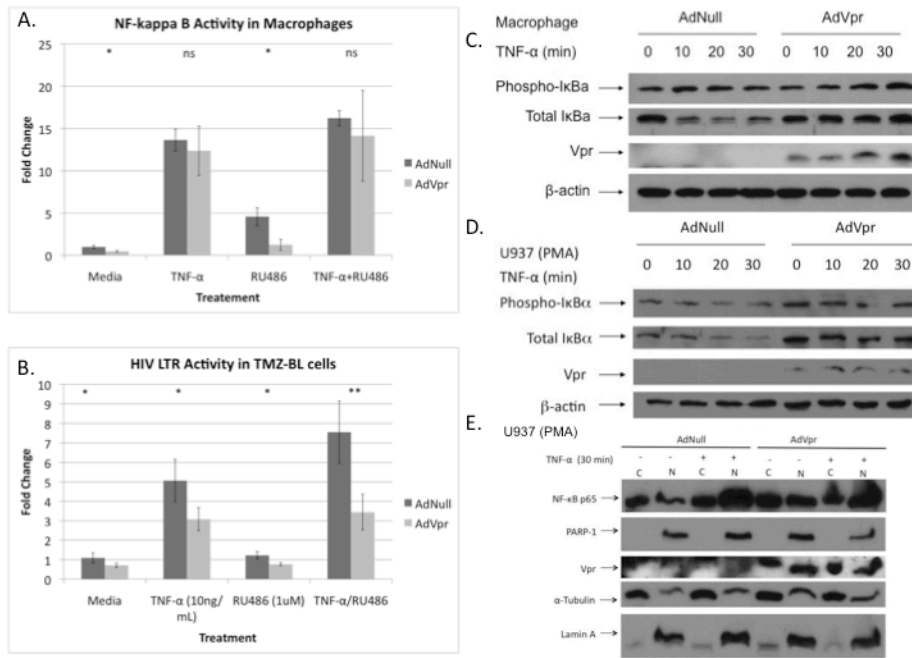 A.
NF-kappa B Activity in Macrophages
25
20
15
10
5
0
Fold Change
* ns * ns
AdNull
AdVpr
Media TNF-α RU486 TNF-α+RU486
Treatement
B.
HIV LTR Activity in TMZ-BL cells
10
9
8
7
6
5
4
3
2
1
0
Fold Change
* * * **
AdNull
AdVpr
Media TNF-α (10ng/ RU486 (1uM) TNF-α/RU486
mL)
Treatment
C.
Macrophage AdNull AdVpr
TNF-α (min) 0 10 20 30 0 10 20 30
Phospho-IκBa
Total IκBa
Vpr
β-actin
D.
AdNull AdVpr
U937 (PMA)
0 10 20 30 0 10 20 30
TNF-α (min)
Phospho-IκBα
Total IκBα
Vpr
β-actin
E.
U937 (PMA)
AdNull AdVpr
TNF-α (30 min) - - + + - - + +
C N C N C N C N
NF-κB p65
PARP-1
Vpr
α-Tubulin
Lamin A